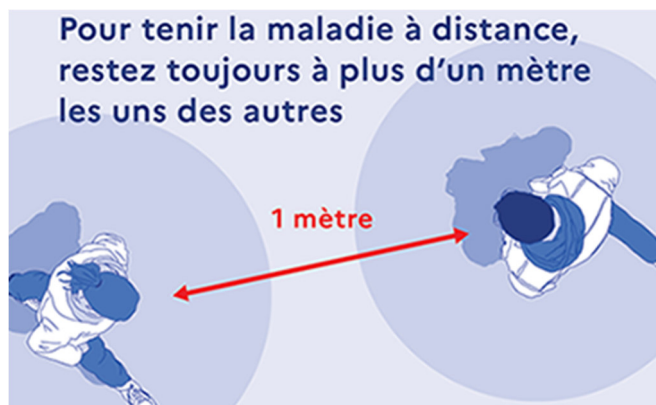 Pour tenir la maladie à distance,
restez toujours à plus d’un mètre
les uns des autres
1 mètre